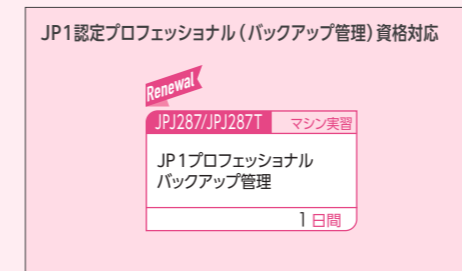 JP1認定プロフェッショナル（バックアップ管理）資格対応
Renewal
JPJ287/JPJ287T マシン実習
JP1プロフェッショナル
バックアップ管理
1日間